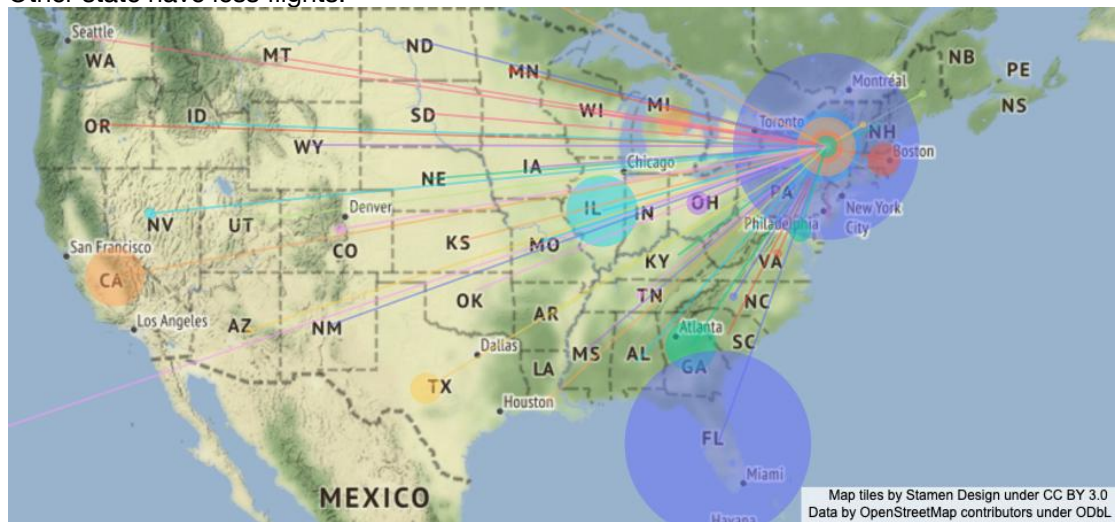 Other state have less flights.
Seattle
WA
MT
ND
MN
OR
ID
SD
WI
MI
Toronto
Montréal
NB
PE
NS
NH
Boston
WY
NE
IA
Chicago
PA
New York
City
NV
UT
Denver
CO
KS
MO
IL
IN
OH
Philadelphia
San Francisco
CA
KY
VA
Los Angeles
AZ
NM
OK
AR
TN
NC
Dallas
Atlanta
SC
TX
LA
MS
AL
GA
Houston
FL
Miami
MEXICO
Havana
Map tiles by Stamen Design under CC BY 3.0
Data by OpenStreetMap contributors under ODbL